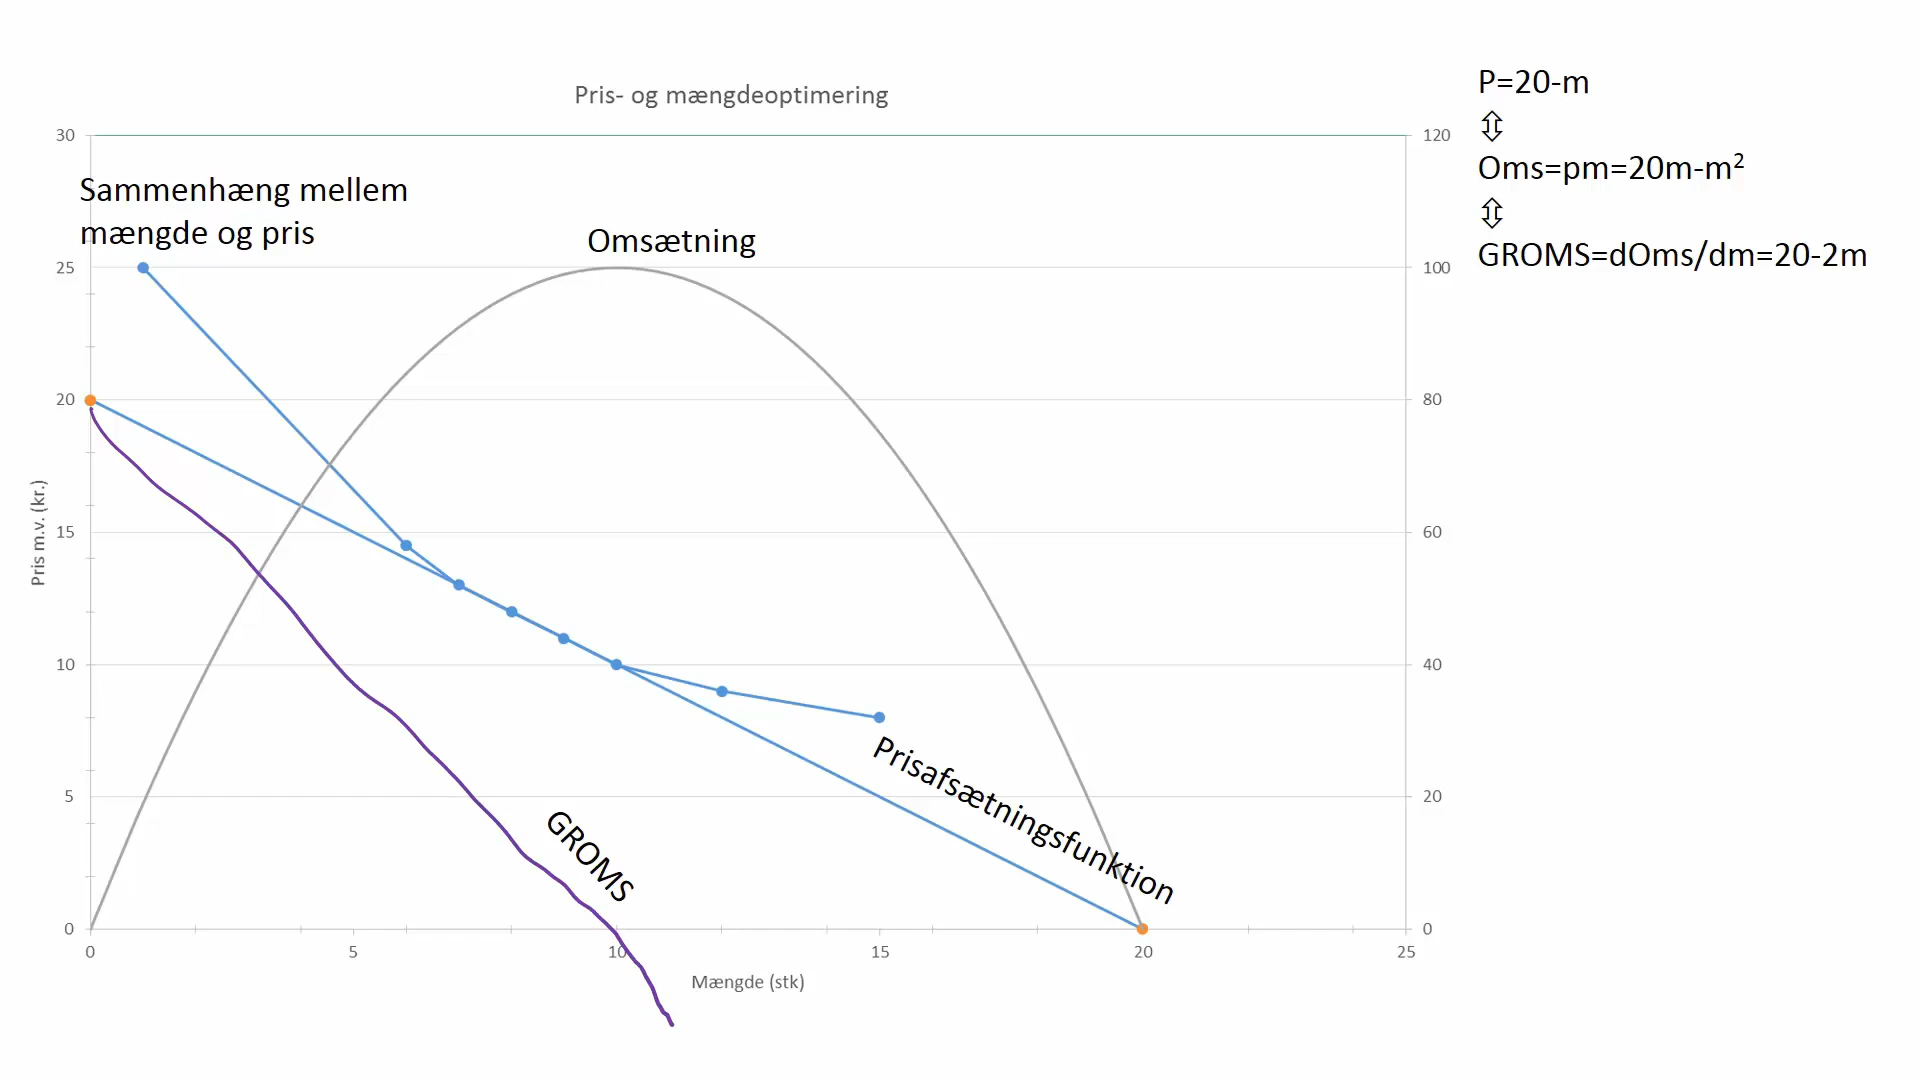 Pris- og mængdeoptimering
P=20-m
⇕
Oms=pm=20m-m²
⇕
GROMS=dOms/dm=20-2m
Sammenhæng mellem
mængde og pris
Omsætning
GROMS
Prisafsætningsfunktion
Pris m.v. (kr.)
30
25
20
15
10
5
0
120
100
80
60
40
20
0
0 5 10 15 20 25
Mængde (stk)